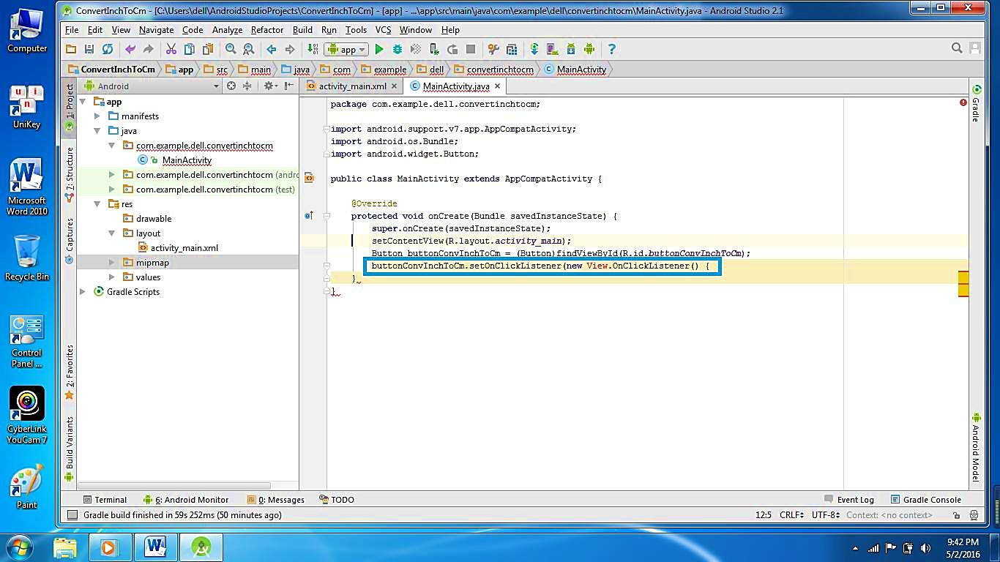 ConvertInchToCm - [C:\Users\dell\AndroidStudioProjects\ConvertInchToCm] - [app] - ...\app\src\main\java\com\example\dell\convertinchtocm\MainActivity.java - Android Studio 2.1
File Edit View Navigate Code Analyze Refactor Build Run Tools VCS Window Help
app
ConvertInchToCm app src main java com example dell convertinchtocm MainActivity
Android
activity_main.xml
MainActivity.java
1: Project
7: Structure
Captures
2: Favorites
Build Variants
app
manifests
java
com.example.dell.convertinchtocm
MainActivity
com.example.dell.convertinchtocm (andro
com.example.dell.convertinchtocm (test)
res
drawable
layout
activity_main.xml
mipmap
values
Gradle Scripts
package com.example.dell.convertinchtocm;
import android.support.v7.app.AppCompatActivity;
import android.os.Bundle;
import android.widget.Button;
public class MainActivity extends AppCompatActivity {
@Override
protected void onCreate(Bundle savedInstanceState) {
super.onCreate(savedInstanceState);
setContentView(R.layout.activity_main);
Button buttonConvInchToCm = (Button)findViewById(R.id.buttonConvInchToCm);
buttonConvInchToCm.setOnClickListener(new View.OnClickListener() {
}
}
Gradle
Android Model
Terminal 6: Android Monitor 0: Messages TODO Event Log Gradle Console
Gradle build finished in 59s 252ms (50 minutes ago) 12:5 CRLF UTF-8 Context: <no context>
Computer
UniKey
Microsoft
Word 2010
Recycle Bin
Control
Panel ...
CyberLink
YouCam 7
Paint
9:42 PM
5/2/2016